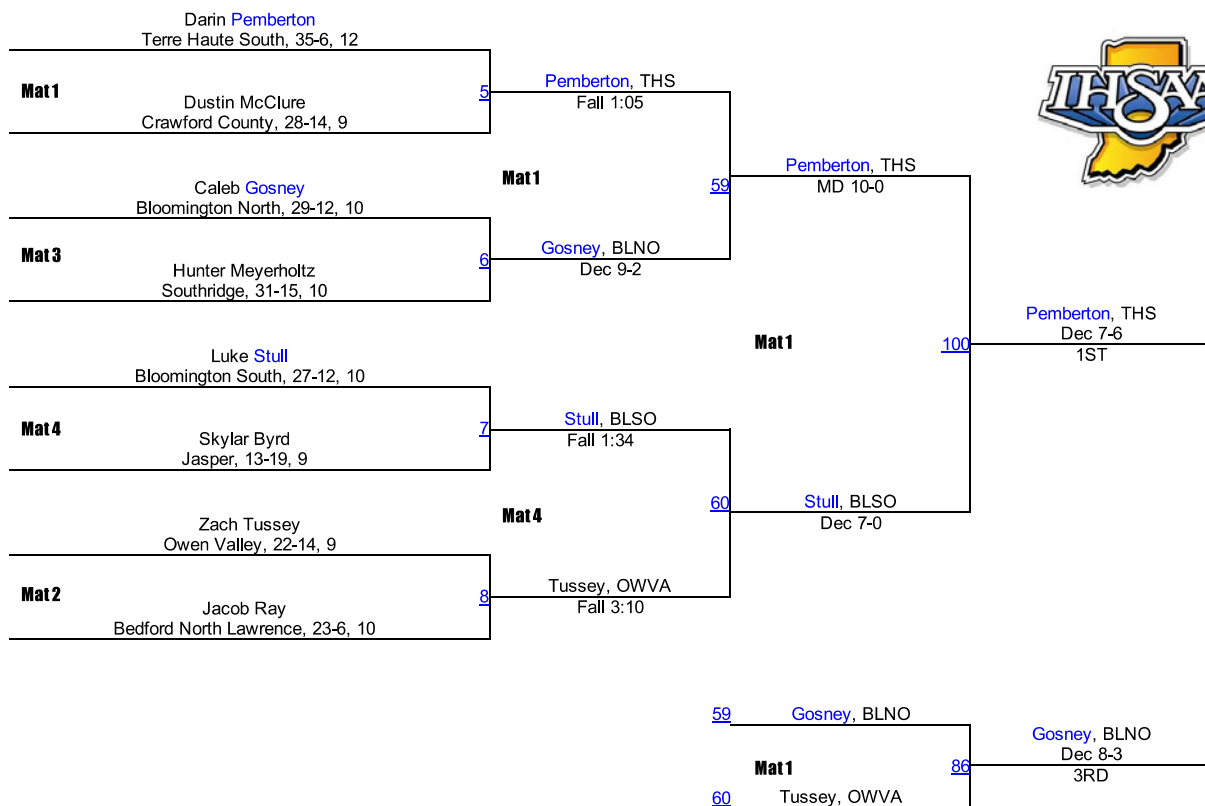 Darin Pemberton
Terre Haute South, 35-6, 12
Mat 1
5
Dustin McClure
Crawford County, 28-14, 9
Pemberton, THS
Fall 1:05
Mat 1
59
Caleb Gosney
Bloomington North, 29-12, 10
Mat 3
6
Hunter Meyerholtz
Southridge, 31-15, 10
Gosney, BLNO
Dec 9-2
Pemberton, THS
MD 10-0
IHSAA
Mat 1
100
Pemberton, THS
Dec 7-6
1ST
Luke Stull
Bloomington South, 27-12, 10
Mat 4
7
Skylar Byrd
Jasper, 13-19, 9
Stull, BLSO
Fall 1:34
Mat 4
60
Stull, BLSO
Dec 7-0
Zach Tussey
Owen Valley, 22-14, 9
Mat 2
8
Jacob Ray
Bedford North Lawrence, 23-6, 10
Tussey, OWVA
Fall 3:10
59 Gosney, BLNO
Mat 1
86
60 Tussey, OWVA
Gosney, BLNO
Dec 8-3
3RD